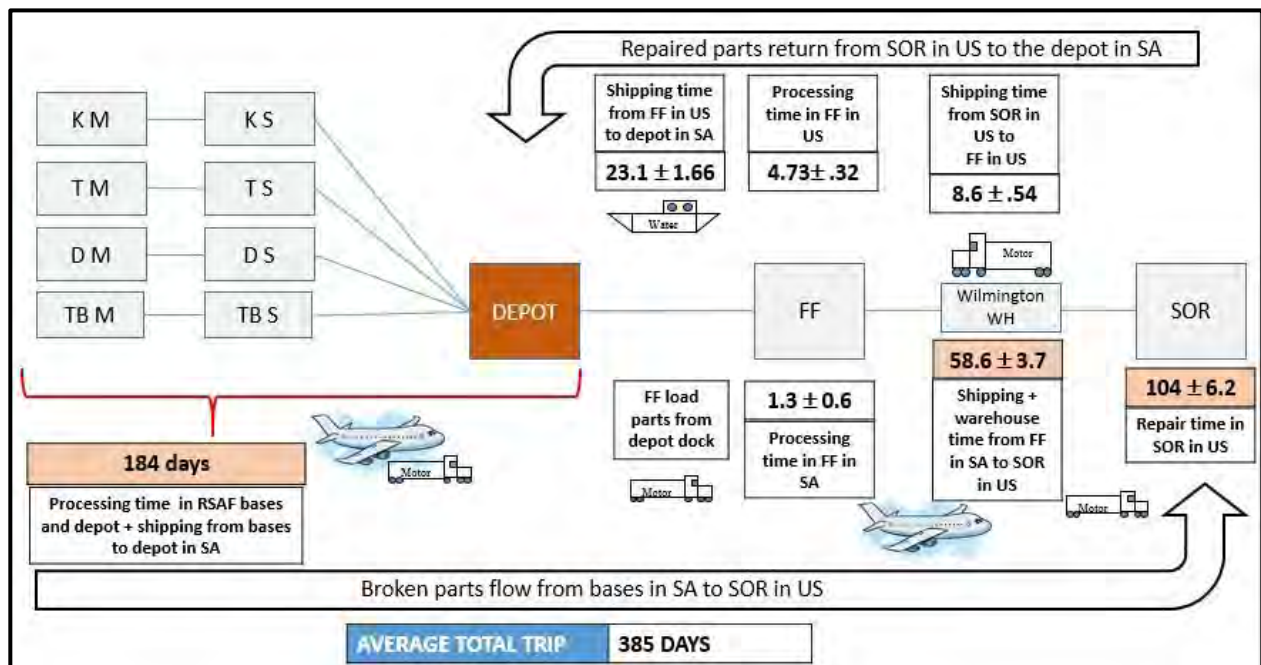 Repaired parts return from SOR in US to the depot in SA
Shipping time
from FF in US
to depot in SA
23.1 ± 1.66
Processing
time in FF in
US
4.73± .32
Shipping time
from SOR in
US to
FF in US
8.6 ± .54
K M
K S
T M
T S
D M
D S
TB M
TB S
Water
Motor
DEPOT
FF
Wilmington
WH
SOR
58.6 ± 3.7
Shipping +
warehouse
time from FF
in SA to SOR
in US
104 ± 6.2
Repair time in
SOR in US
FF load
parts from
depot dock
Motor
1.3 ± 0.6
Processing
time in FF in
SA
Motor
184 days
Processing time in RSAF bases
and depot + shipping from bases
to depot in SA
Motor
Broken parts flow from bases in SA to SOR in US
AVERAGE TOTAL TRIP 385 DAYS